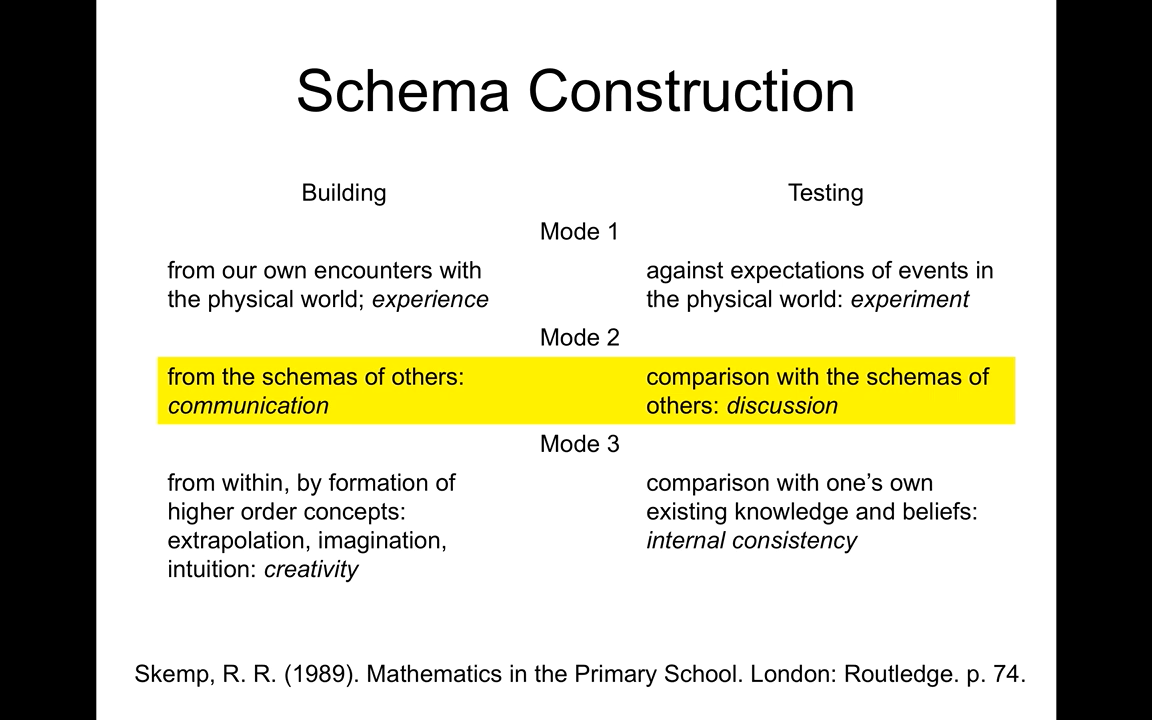 Schema Construction
Building Testing
Mode 1
from our own encounters with
the physical world; experience
against expectations of events in
the physical world: experiment
Mode 2
from the schemas of others:
communication
comparison with the schemas of
others: discussion
Mode 3
from within, by formation of
higher order concepts:
extrapolation, imagination,
intuition: creativity
comparison with one’s own
existing knowledge and beliefs:
internal consistency
Skemp, R. R. (1989). Mathematics in the Primary School. London: Routledge. p. 74.